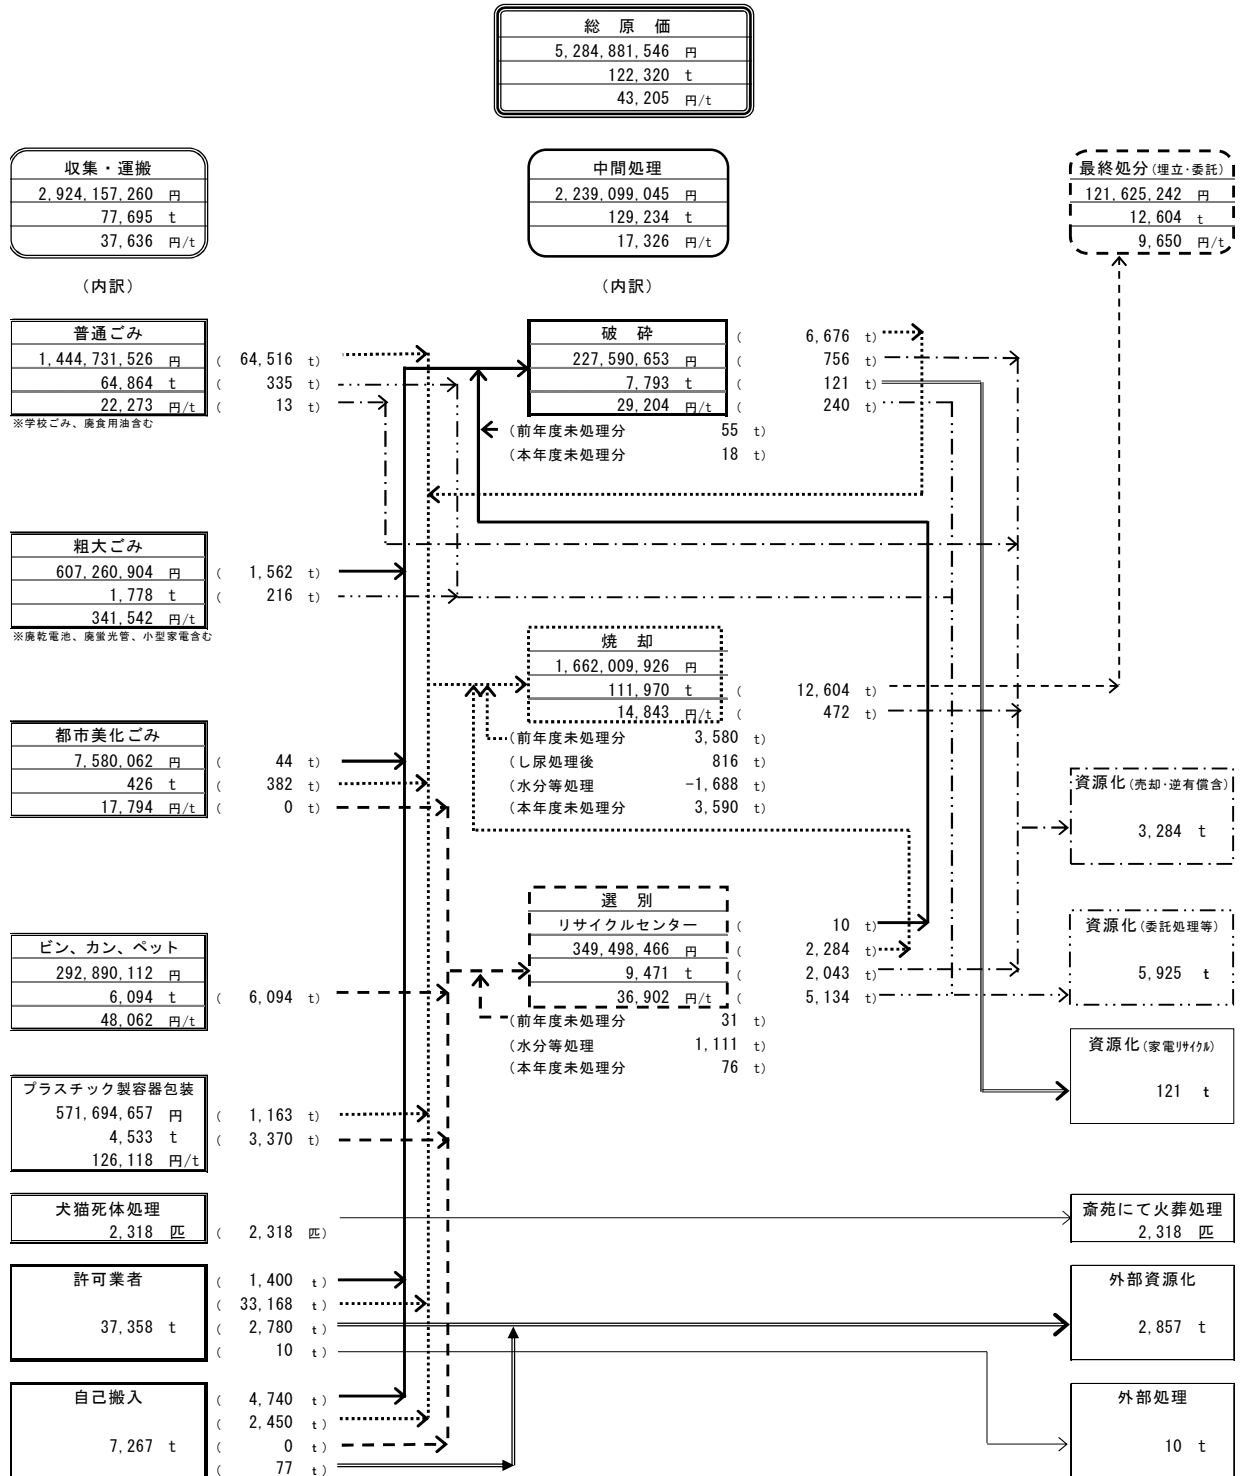 総 原 価
5,284,881,546 円
122,320 t
43,205 円/t
収集・運搬
2,924,157,260 円
77,695 t
37,636 円/t
中間処理
2,239,099,045 円
129,234 t
17,326 円/t
最終処分(埋立・委託)
121,625,242 円
12,604 t
9,650 円/t
(内訳)
(内訳)
普通ごみ
1,444,731,526 円 ( 64,516 t)
64,864 t ( 335 t)
22,273 円/t ( 13 t)
※学校ごみ、廃食用油含む
破 砕 ( 6,676 t)
227,590,653 円 ( 756 t)
7,793 t ( 121 t)
29,204 円/t ( 240 t)
(前年度未処理分 55 t)
(本年度未処理分 18 t)
粗大ごみ
607,260,904 円 ( 1,562 t)
1,778 t ( 216 t)
341,542 円/t
※廃乾電池、廃蛍光管、小型家電含む
焼 却
1,662,009,926 円
111,970 t ( 12,604 t)
14,843 円/t ( 472 t)
(前年度未処理分 3,580 t)
(し尿処理後 816 t)
(水分等処理 -1,688 t)
(本年度未処理分 3,590 t)
都市美化ごみ
7,580,062 円 ( 44 t)
426 t ( 382 t)
17,794 円/t ( 0 t)
資源化(売却・逆有償含)
3,284 t
選 別
リサイクルセンター ( 10 t)
349,498,466 円 ( 2,284 t)
9,471 t ( 2,043 t)
36,902 円/t ( 5,134 t)
(前年度未処理分 31 t)
(水分等処理 1,111 t)
(本年度未処理分 76 t)
資源化(委託処理等)
5,925 t
ビン、カン、ペット
292,890,112 円
6,094 t ( 6,094 t)
48,062 円/t
資源化(家電リサイクル)
121 t
プラスチック製容器包装
571,694,657 円 ( 1,163 t)
4,533 t ( 3,370 t)
126,118 円/t
犬猫死体処理
2,318 匹 ( 2,318 匹)
斎苑にて火葬処理
2,318 匹
許可業者 ( 1,400 t)
( 33,168 t)
37,358 t ( 2,780 t)
( 10 t)
外部資源化
2,857 t
自己搬入 ( 4,740 t)
( 2,450 t)
7,267 t ( 0 t)
( 77 t)
外部処理
10 t